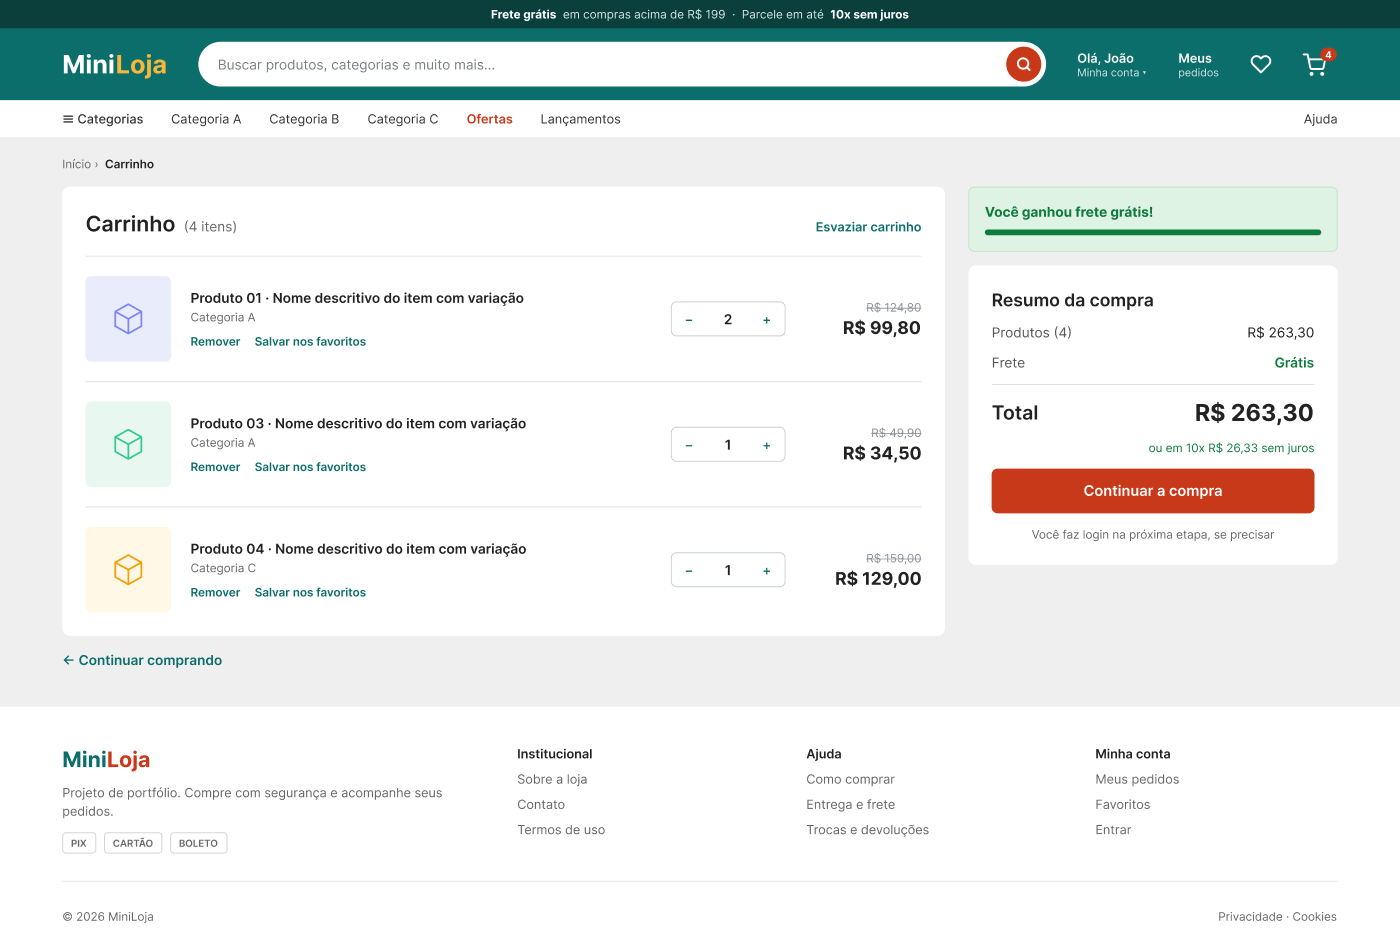 Frete grátis em compras acima de R$ 199 · Parcele em até 10x sem juros
MiniLoja
Buscar produtos, categorias e muito mais...
Olá, João
Minha conta ▾
Meus
pedidos
4
≡ Categorias
Categoria A
Categoria B
Categoria C
Ofertas
Lançamentos
Ajuda
Início › Carrinho
Carrinho (4 itens)
Esvaziar carrinho
Produto 01 · Nome descritivo do item com variação
Categoria A
Remover Salvar nos favoritos
− 2 +
R$ 124,80
R$ 99,80
Produto 03 · Nome descritivo do item com variação
Categoria A
Remover Salvar nos favoritos
− 1 +
R$ 49,90
R$ 34,50
Produto 04 · Nome descritivo do item com variação
Categoria C
Remover Salvar nos favoritos
− 1 +
R$ 159,00
R$ 129,00
← Continuar comprando
Você ganhou frete grátis!
Resumo da compra
Produtos (4) R$ 263,30
Frete Grátis
Total R$ 263,30
ou em 10x R$ 26,33 sem juros
Continuar a compra
Você faz login na próxima etapa, se precisar
MiniLoja
Projeto de portfólio. Compre com segurança e acompanhe seus
pedidos.
PIX CARTÃO BOLETO
Institucional
Sobre a loja
Contato
Termos de uso
Ajuda
Como comprar
Entrega e frete
Trocas e devoluções
Minha conta
Meus pedidos
Favoritos
Entrar
© 2026 MiniLoja
Privacidade · Cookies